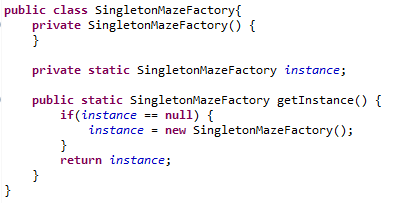 public class SingletonMazeFactory{
    private SingletonMazeFactory() {
    }

    private static SingletonMazeFactory instance;

    public static SingletonMazeFactory getInstance() {
        if(instance == null) {
            instance = new SingletonMazeFactory();
        }
        return instance;
    }
}